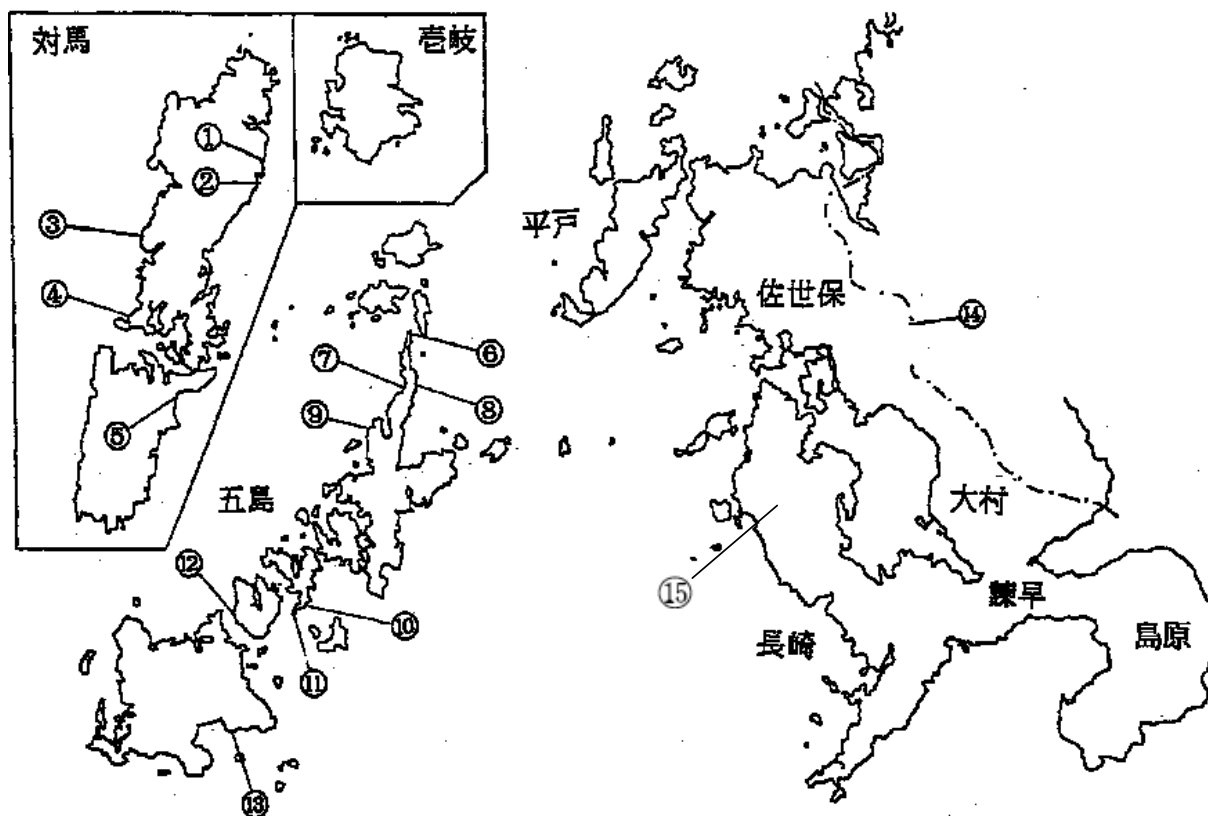 対馬
壱岐
①
②
③
④
⑤
平戸
佐世保
⑭
⑥
⑦
⑧
⑨
五島
大村
⑫
⑮
諫早
⑩
長崎
島原
⑪
⑬